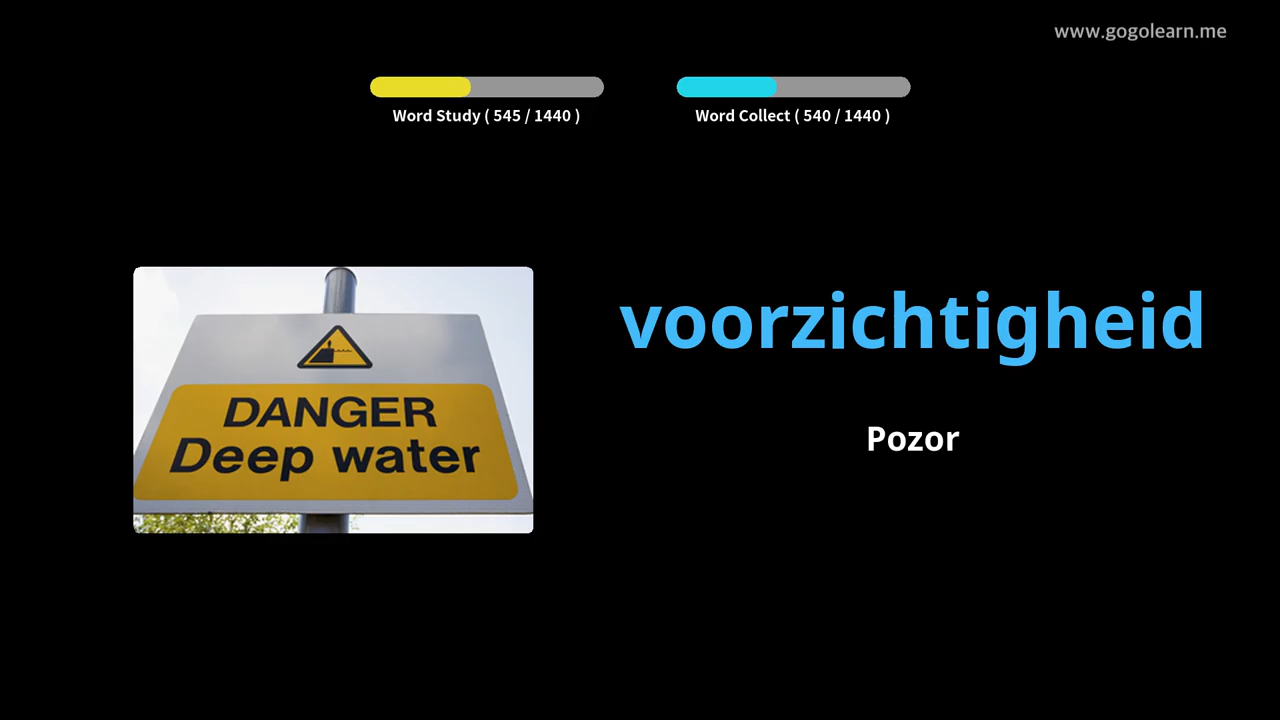 www.gogolearn.me
Word Study ( 545 / 1440 )
Word Collect ( 540 / 1440 )
DANGER
Deep water
voorzichtigheid
Pozor